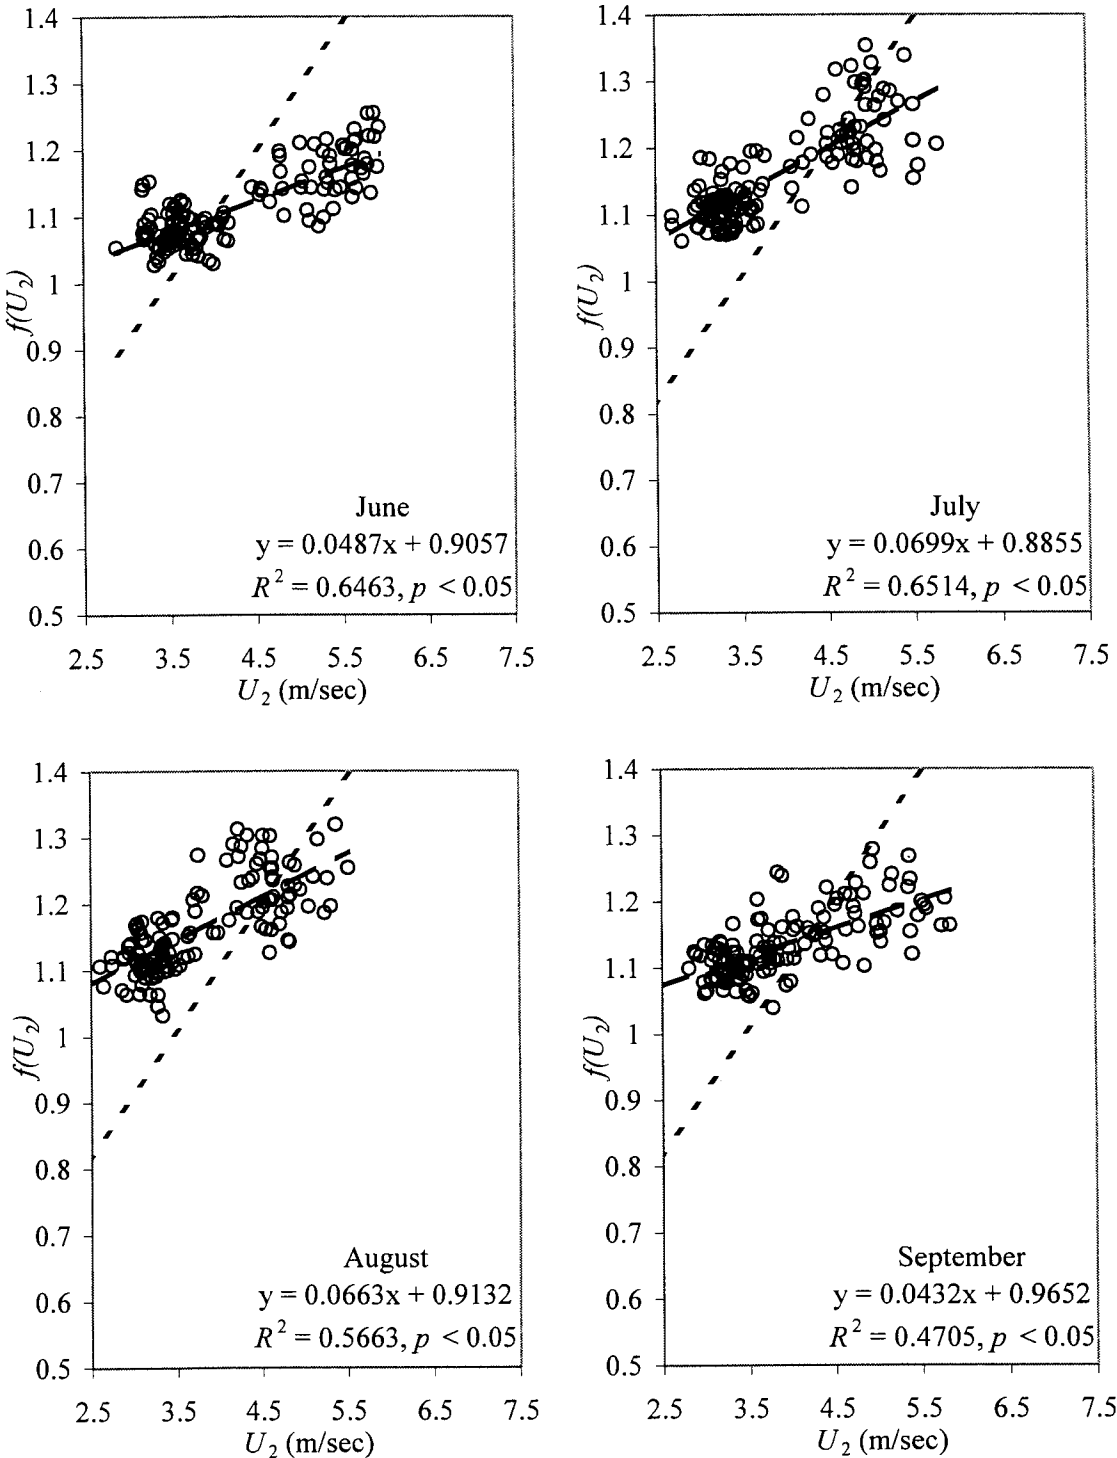 1.4
1.3
1.2
1.1
1
0.9
0.8
0.7
0.6
0.5
f(U2)
June
y = 0.0487x + 0.9057
R2 = 0.6463, p < 0.05
2.5 3.5 4.5 5.5 6.5 7.5
U2 (m/sec)
1.4
1.3
1.2
1.1
1
0.9
0.8
0.7
0.6
0.5
f(U2)
July
y = 0.0699x + 0.8855
R2 = 0.6514, p < 0.05
2.5 3.5 4.5 5.5 6.5 7.5
U2 (m/sec)
1.4
1.3
1.2
1.1
1
0.9
0.8
0.7
0.6
0.5
f(U2)
August
y = 0.0663x + 0.9132
R2 = 0.5663, p < 0.05
2.5 3.5 4.5 5.5 6.5 7.5
U2 (m/sec)
1.4
1.3
1.2
1.1
1
0.9
0.8
0.7
0.6
0.5
f(U2)
September
y = 0.0432x + 0.9652
R2 = 0.4705, p < 0.05
2.5 3.5 4.5 5.5 6.5 7.5
U2 (m/sec)